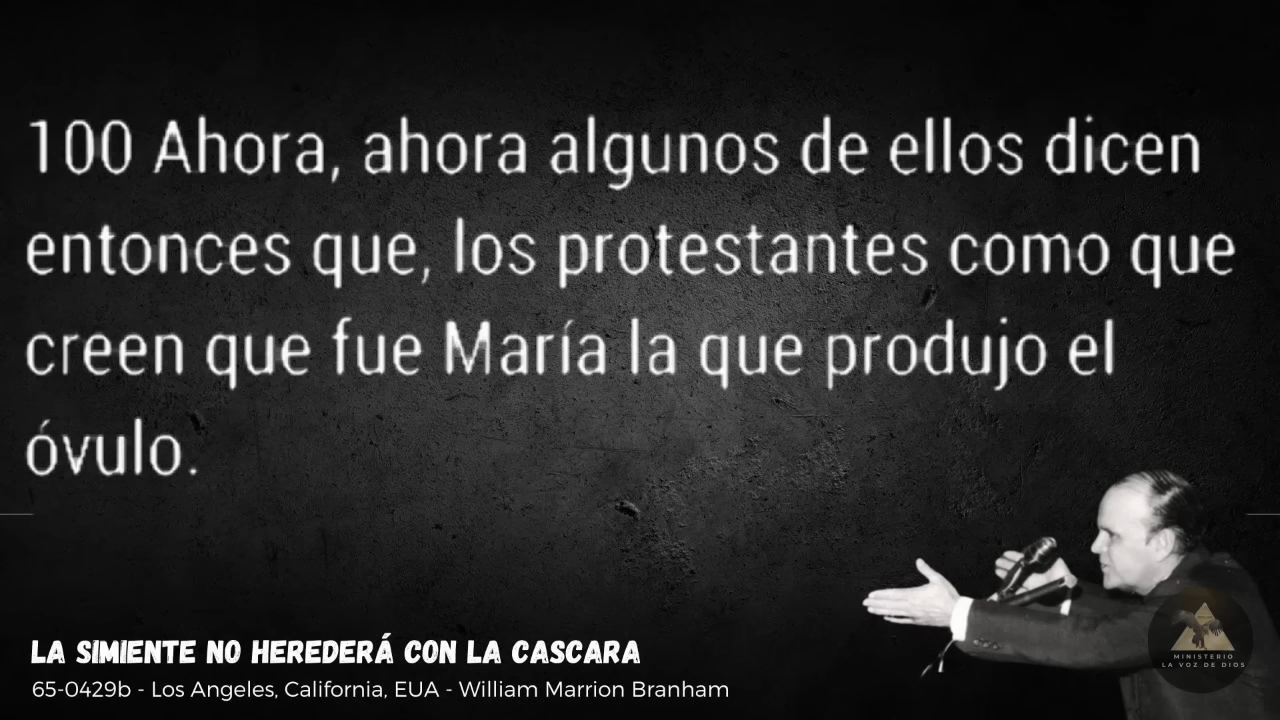 100 Ahora, ahora algunos de ellos dicen
entonces que, los protestantes como que
creen que fue María la que produjo el
óvulo.
LA SIMIENTE NO HEREDERÁ CON LA CASCARA
65-0429b - Los Angeles, California, EUA - William Marrion Branham
MINISTERIO
LA VOZ DE DIOS